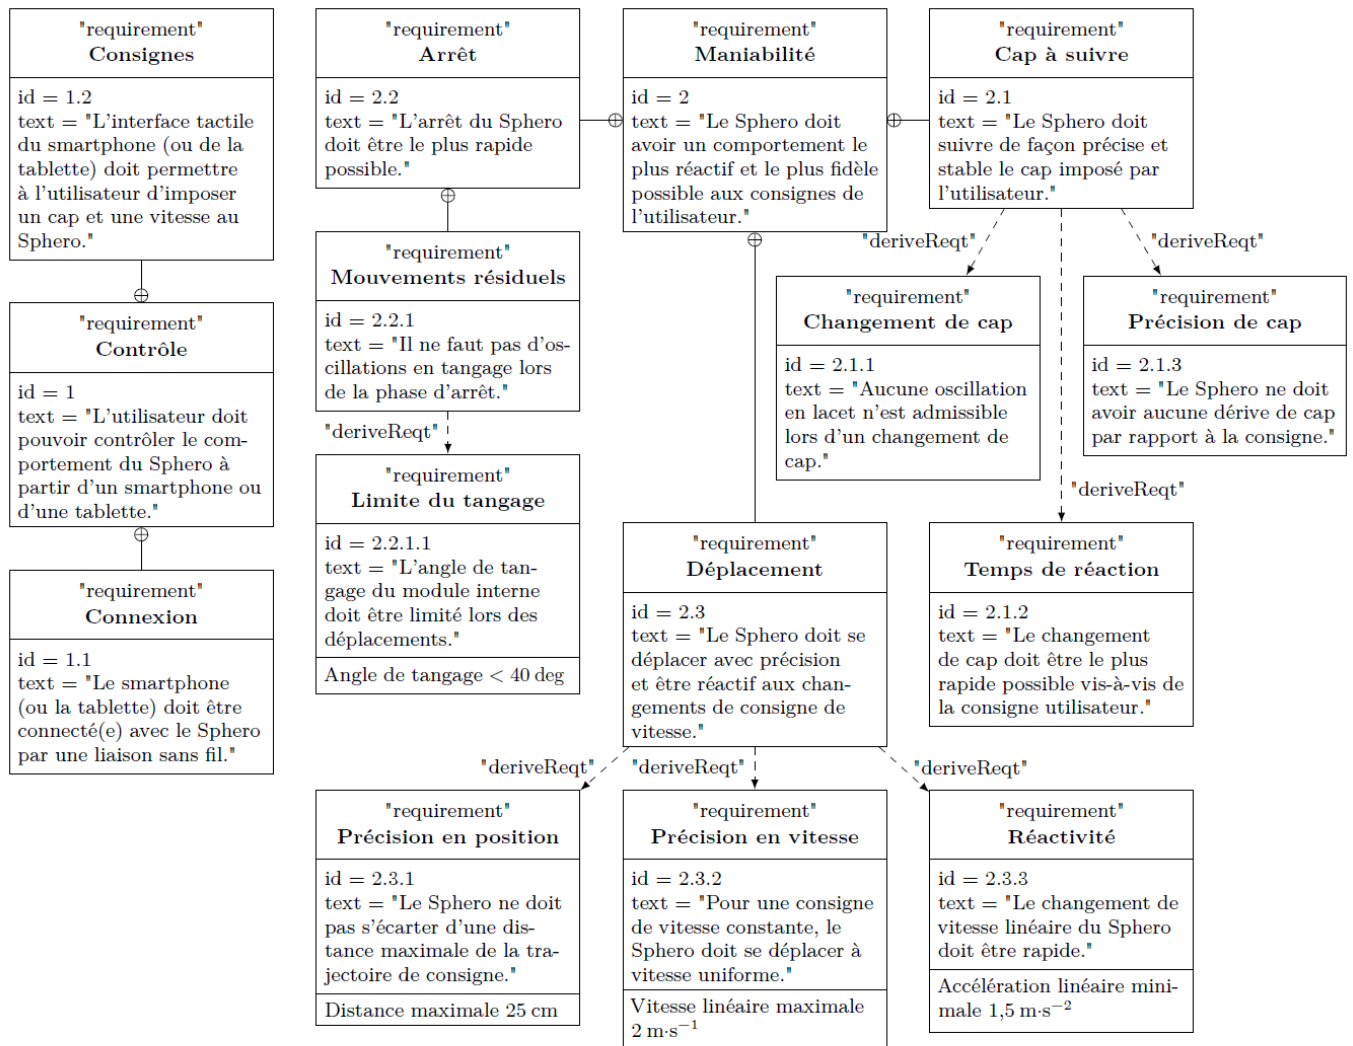 "requirement"
Consignes
id = 1.2
text = "L'interface tactile
du smartphone (ou de la
tablette) doit permettre
à l'utilisateur d'imposer
un cap et une vitesse au
Sphero."
"requirement"
Contrôle
id = 1
text = "L'utilisateur doit
pouvoir contrôler le com-
portement du Sphero à
partir d'un smartphone ou
d'une tablette."
"requirement"
Connexion
id = 1.1
text = "Le smartphone
(ou la tablette) doit être
connecté(e) avec le Sphero
par une liaison sans fil."
"requirement"
Arrêt
id = 2.2
text = "L'arrêt du Sphero
doit être le plus rapide
possible."
"requirement"
Mouvements résiduels
id = 2.2.1
text = "Il ne faut pas d'os-
cillations en tangage lors
de la phase d'arrêt."
"deriveReqt"
"requirement"
Limite du tangage
id = 2.2.1.1
text = "L'angle de tan-
gage du module interne
doit être limité lors des
déplacements."
Angle de tangage < 40 deg
"requirement"
Maniabilité
id = 2
text = "Le Sphero doit
avoir un comportement le
plus réactif et le plus fidèle
possible aux consignes de
l'utilisateur."
"requirement"
Cap à suivre
id = 2.1
text = "Le Sphero doit
suivre de façon précise et
stable le cap imposé par
l'utilisateur."
"deriveReqt"
"deriveReqt"
"requirement"
Changement de cap
id = 2.1.1
text = "Aucune oscillation
en lacet n'est admissible
lors d'un changement de
cap."
"requirement"
Précision de cap
id = 2.1.3
text = "Le Sphero ne doit
avoir aucune dérive de cap
par rapport à la consigne."
"deriveReqt"
"requirement"
Déplacement
id = 2.3
text = "Le Sphero doit se
déplacer avec précision
et être réactif aux chan-
gements de consigne de
vitesse."
"requirement"
Temps de réaction
id = 2.1.2
text = "Le changement
de cap doit être le plus
rapide possible vis-à-vis de
la consigne utilisateur."
"deriveReqt"
"deriveReqt"
"deriveReqt"
"requirement"
Précision en position
id = 2.3.1
text = "Le Sphero ne doit
pas s'écarter d'une dis-
tance maximale de la tra-
jectoire de consigne."
Distance maximale 25 cm
"requirement"
Précision en vitesse
id = 2.3.2
text = "Pour une consigne
de vitesse constante, le
Sphero doit se déplacer à
vitesse uniforme."
Vitesse linéaire maximale
2 m·s⁻¹
"requirement"
Réactivité
id = 2.3.3
text = "Le changement de
vitesse linéaire du Sphero
doit être rapide."
Accélération linéaire mini-
male 1,5 m·s⁻²